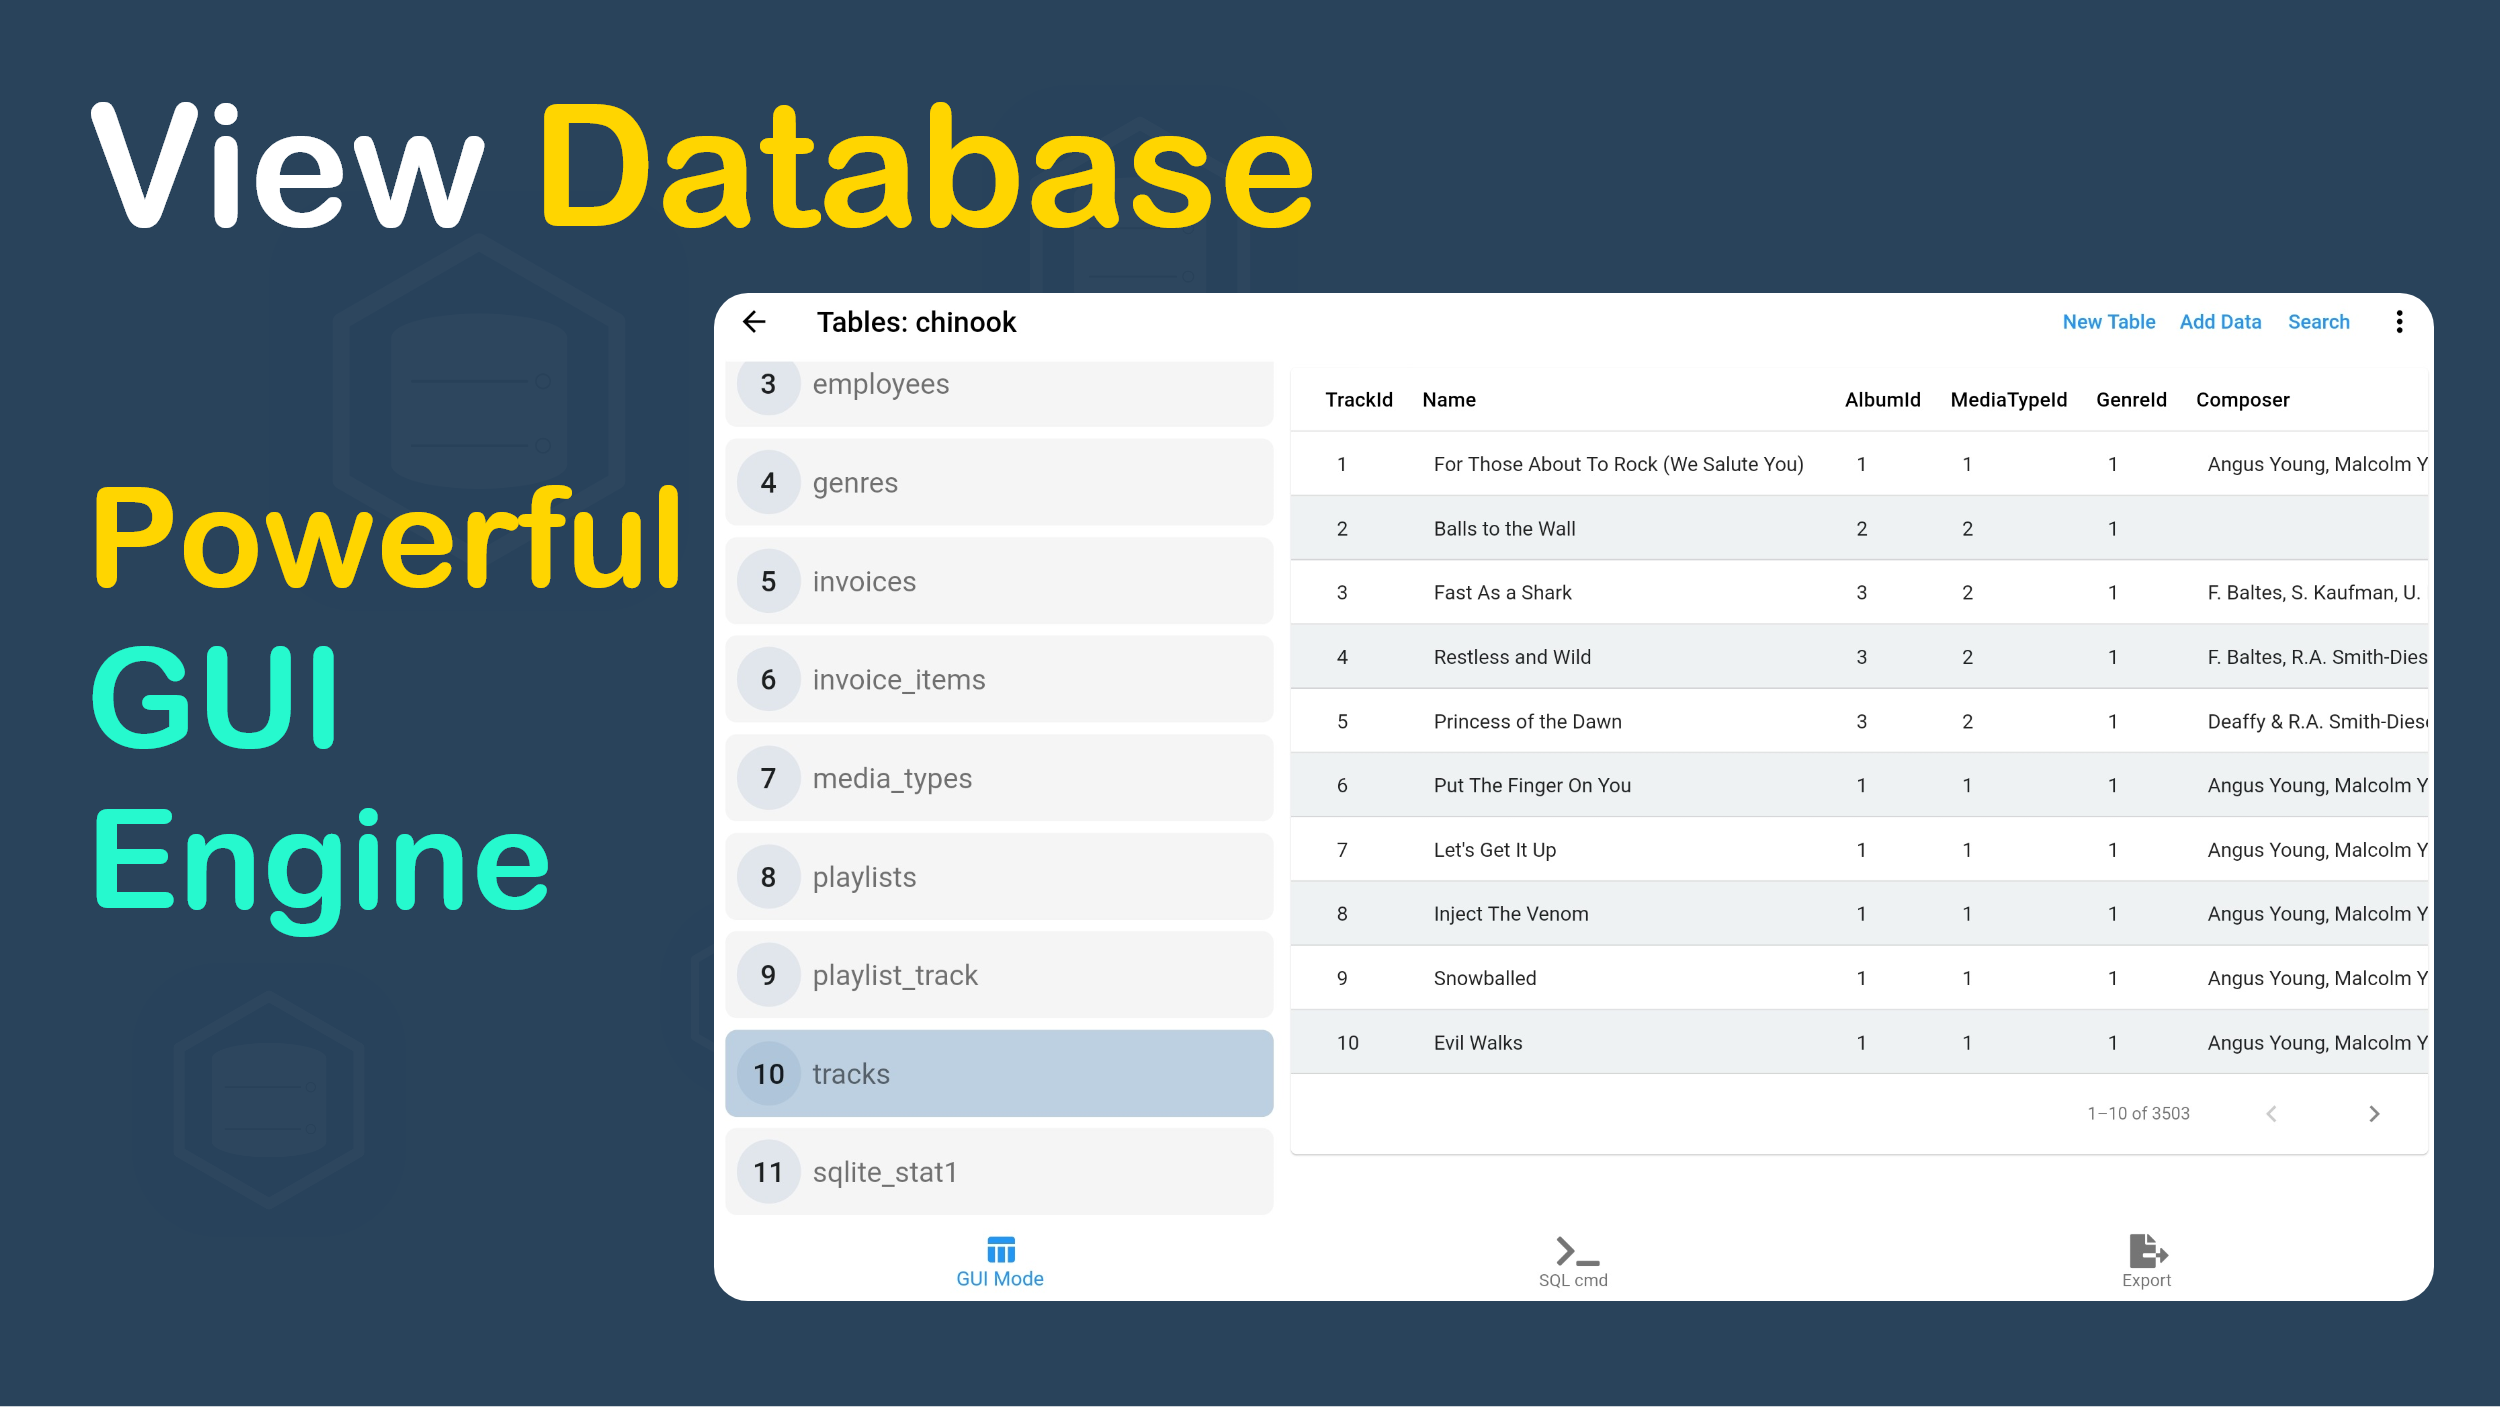 View Database
Powerful
GUI
Engine
Tables: chinook
New Table Add Data Search
3 employees
4 genres
5 invoices
6 invoice_items
7 media_types
8 playlists
9 playlist_track
10 tracks
11 sqlite_stat1
TrackId Name AlbumId MediaTypeId GenreId Composer
1 For Those About To Rock (We Salute You) 1 1 1 Angus Young, Malcolm Y
2 Balls to the Wall 2 2 1
3 Fast As a Shark 3 2 1 F. Baltes, S. Kaufman, U.
4 Restless and Wild 3 2 1 F. Baltes, R.A. Smith-Dies
5 Princess of the Dawn 3 2 1 Deaffy & R.A. Smith-Diese
6 Put The Finger On You 1 1 1 Angus Young, Malcolm Y
7 Let's Get It Up 1 1 1 Angus Young, Malcolm Y
8 Inject The Venom 1 1 1 Angus Young, Malcolm Y
9 Snowballed 1 1 1 Angus Young, Malcolm Y
10 Evil Walks 1 1 1 Angus Young, Malcolm Y
1–10 of 3503
GUI Mode
SQL cmd
Export